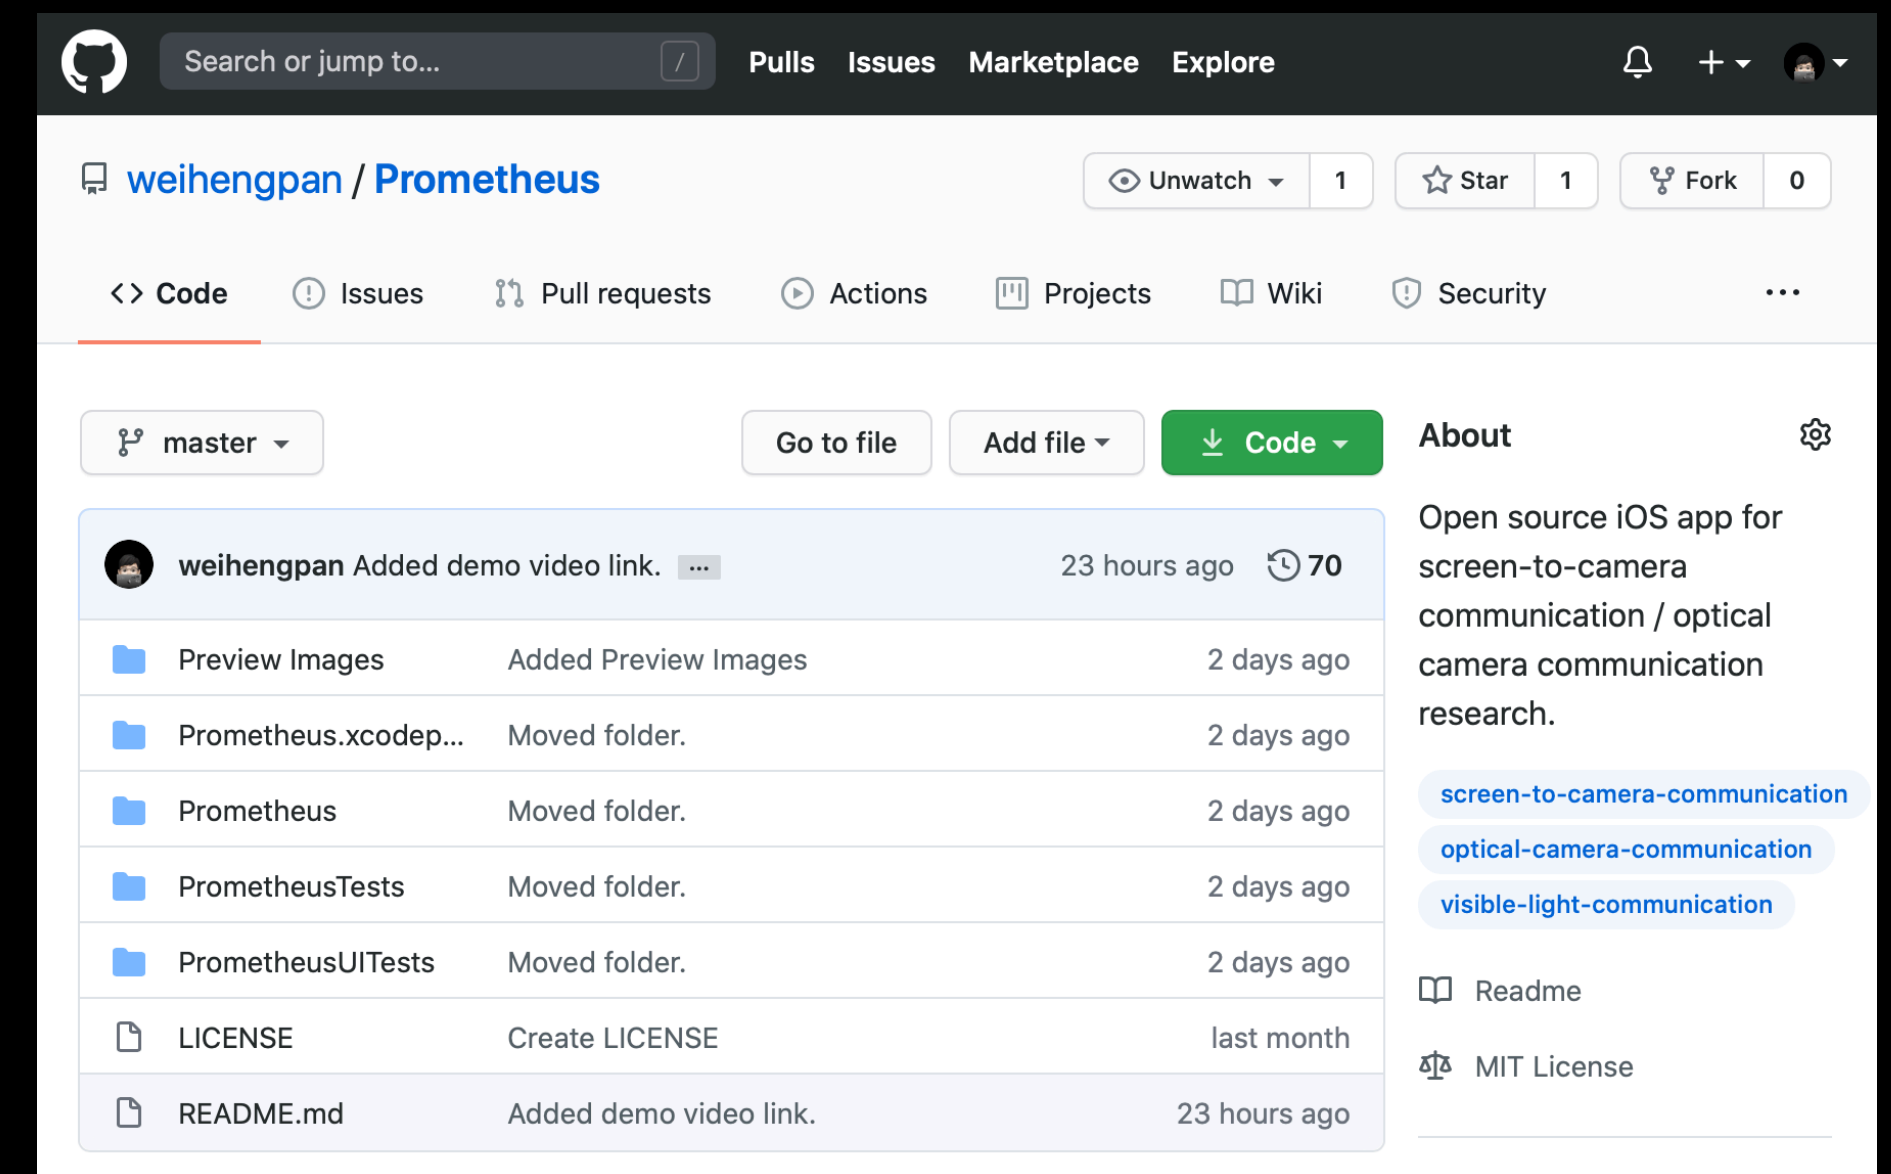 Search or jump to... / Pulls Issues Marketplace Explore
weihengpan / Prometheus Unwatch 1 Star 1 Fork 0
<> Code Issues Pull requests Actions Projects Wiki Security ...
master Go to file Add file Code
weihengpan Added demo video link. ... 23 hours ago 70
Preview Images Added Preview Images 2 days ago
Prometheus.xcodep... Moved folder. 2 days ago
Prometheus Moved folder. 2 days ago
PrometheusTests Moved folder. 2 days ago
PrometheusUITests Moved folder. 2 days ago
LICENSE Create LICENSE last month
README.md Added demo video link. 23 hours ago
About
Open source iOS app for
screen-to-camera
communication / optical
camera communication
research.
screen-to-camera-communication
optical-camera-communication
visible-light-communication
Readme
MIT License